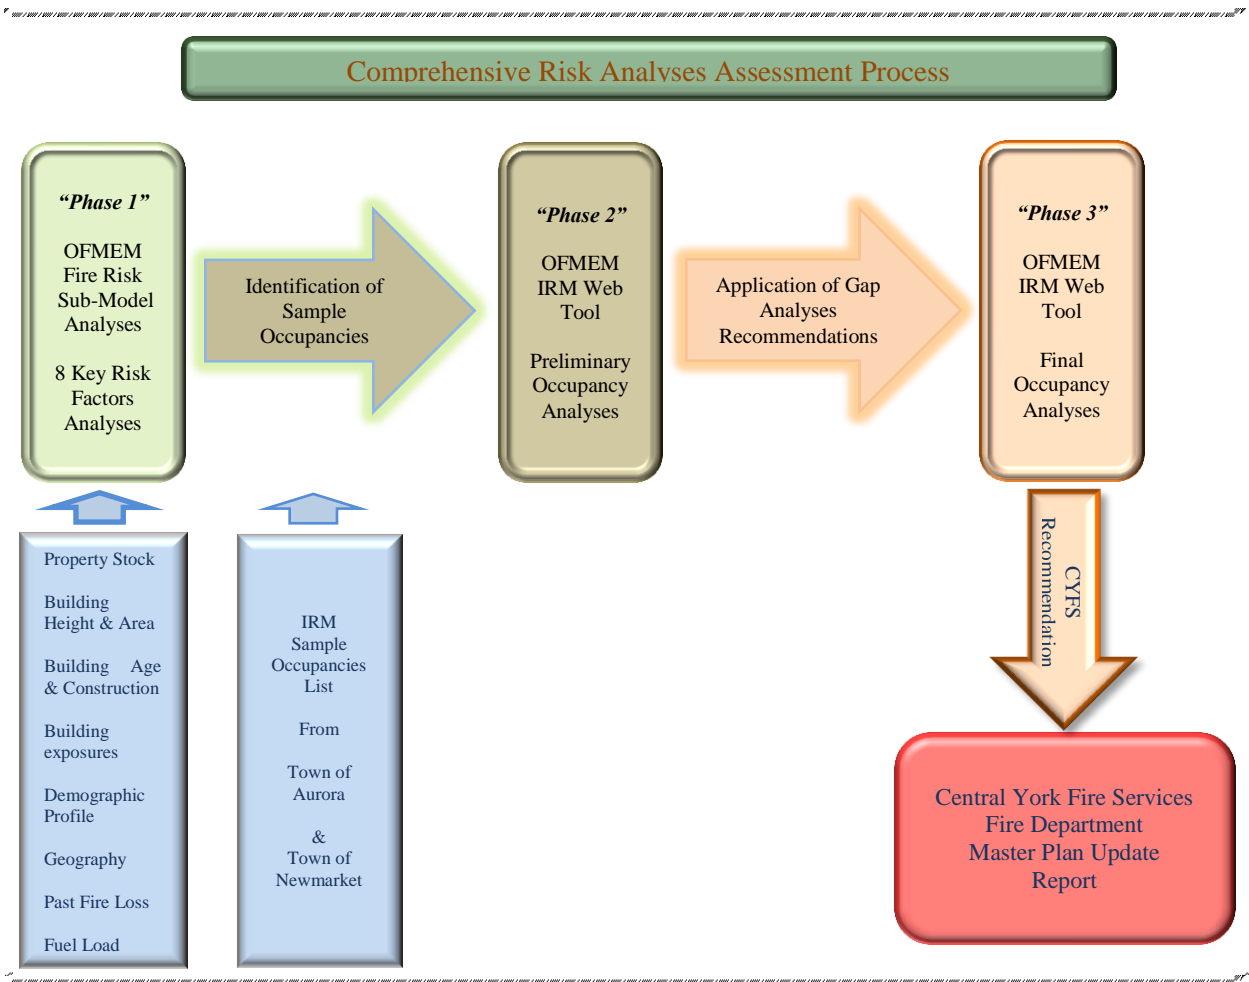 Comprehensive Risk Analyses Assessment Process
“Phase 1”
OFMEM
Fire Risk
Sub-Model
Analyses
8 Key Risk
Factors
Analyses
Identification of
Sample
Occupancies
“Phase 2”
OFMEM
IRM Web
Tool
Preliminary
Occupancy
Analyses
Application of Gap
Analyses
Recommendations
“Phase 3”
OFMEM
IRM Web
Tool
Final
Occupancy
Analyses
Property Stock
Building
Height & Area
Building Age
& Construction
Building
exposures
Demographic
Profile
Geography
Past Fire Loss
Fuel Load
IRM
Sample
Occupancies
List
From
Town of
Aurora
&
Town of
Newmarket
CYFS
Recommendation
Central York Fire Services
Fire Department
Master Plan Update
Report